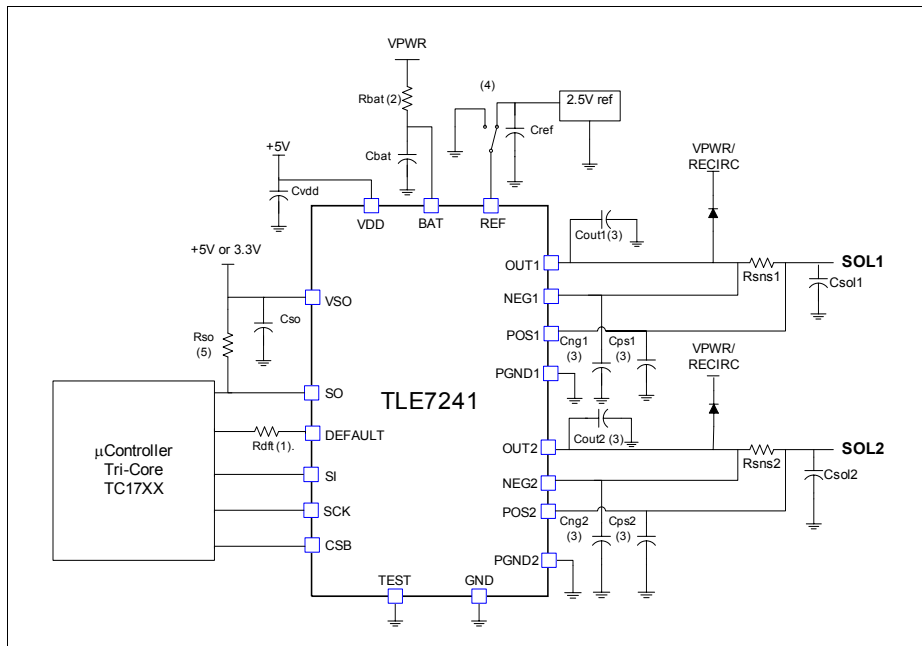 VPWR
(4)
Rbat (2)
2.5V ref
Cref
+5V
Cbat
VPWR/
RECIRC
Cvdd
VDD
BAT
REF
+5V or 3.3V
Cout1(3)
OUT1
SOL1
Rsns1
Csol1
NEG1
VSO
Cso
Rso
(5)
POS1
Cng1
(3)
Cps1
(3)
VPWR/
RECIRC
PGND1
SO
TLE7241
DEFAULT
Rdft (1).
Cout2 (3)
μController
Tri-Core
TC17XX
OUT2
SOL2
Rsns2
Csol2
SI
NEG2
SCK
POS2
Cng2
(3)
Cps2
(3)
CSB
PGND2
TEST
GND